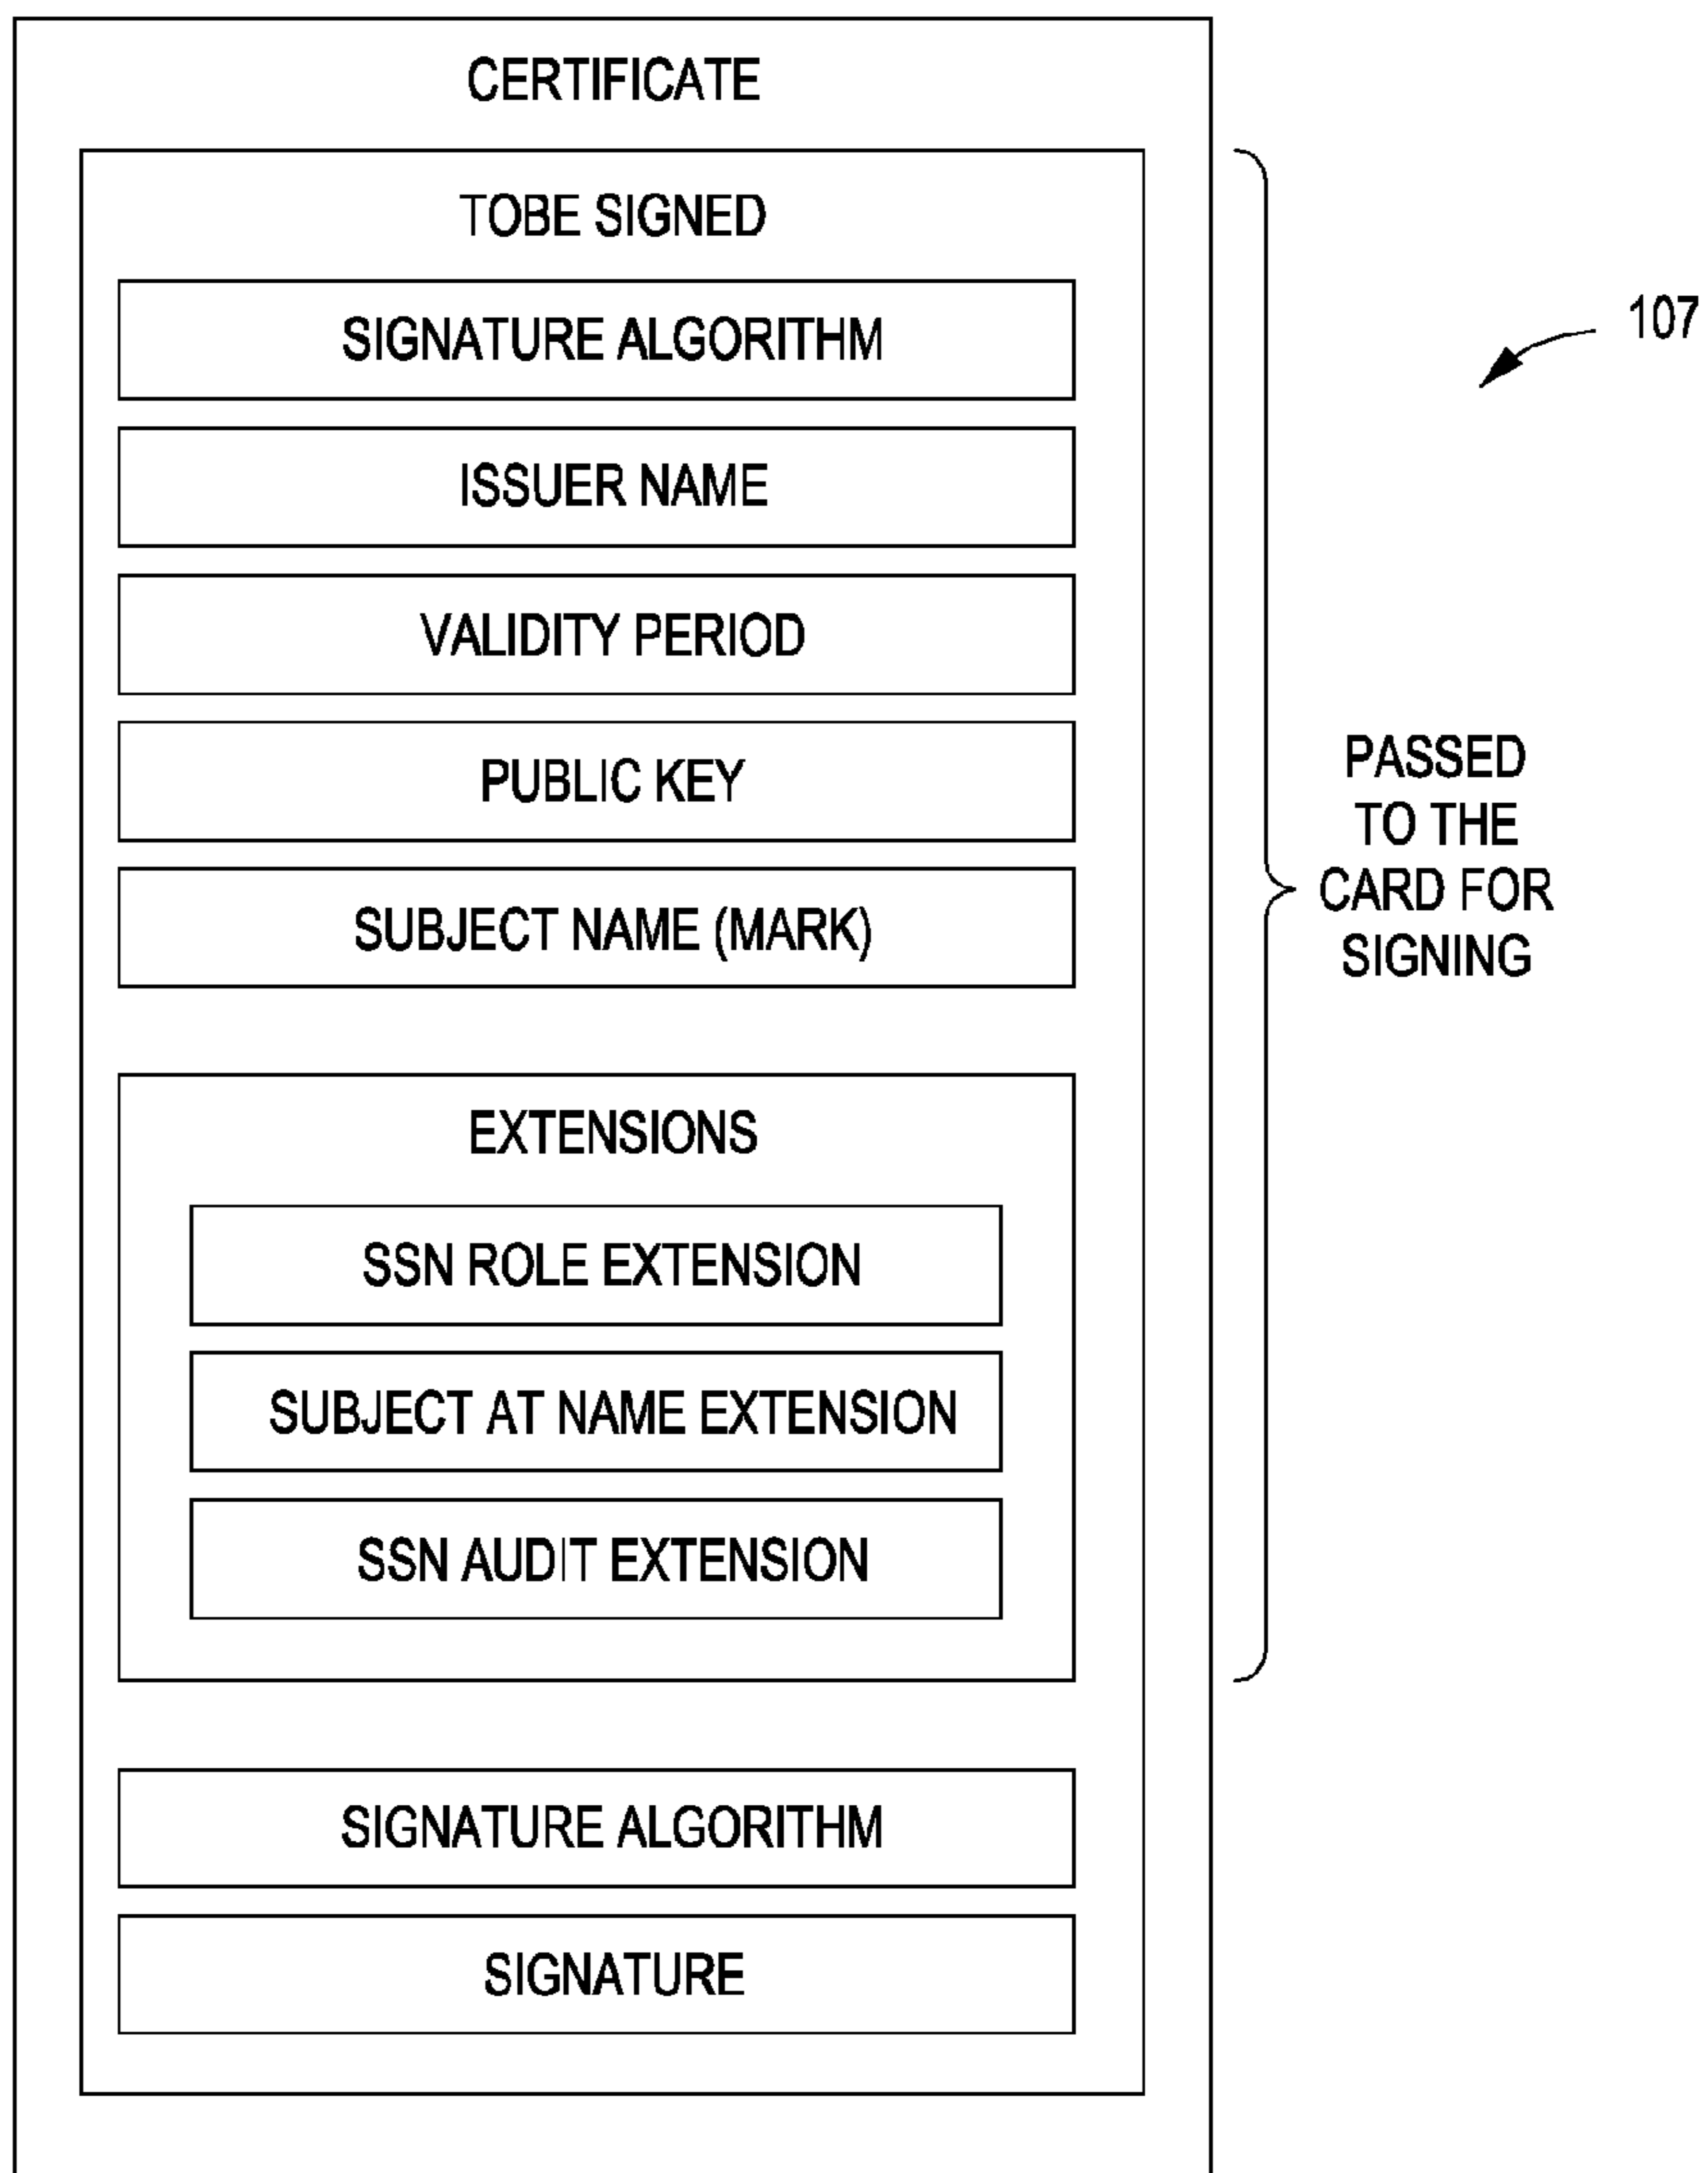 CERTIFICATE
TOBE SIGNED
SIGNATURE ALGORITHM
107
ISSUER NAME
VALIDITY PERIOD
PUBLIC KEY
SUBJECT NAME (MARK)
PASSED
TO THE
CARD FOR
SIGNING
EXTENSIONS
SSN ROLE EXTENSION
SUBJECT AT NAME EXTENSION
SSN AUDIT EXTENSION
SIGNATURE ALGORITHM
SIGNATURE